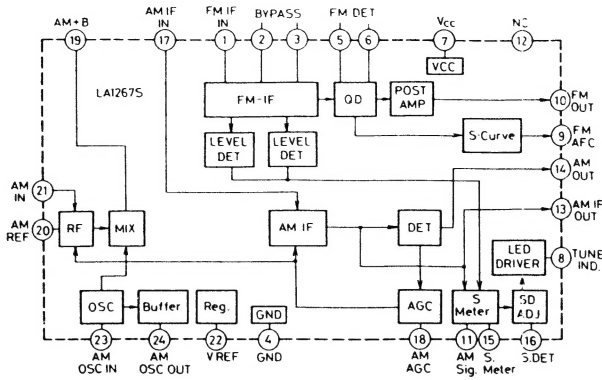 AM+B
AM IF
IN
FM IF
IN
BYPASS
FM DET
Vcc
NC
19
17
1
2
3
5
6
7
12
VCC
LA1267S
FM-IF
QD
POST
AMP
10
FM
OUT
LEVEL
DET
LEVEL
DET
S-Curve
9
FM
AFC
14
AM
OUT
AM
IN
21
13
AM IF
OUT
AM
REF
20
RF
MIX
AM IF
DET
LED
DRIVER
8
TUNE
IND.
OSC
Buffer
Reg.
GND
AGC
S
Meter
SD
ADJ
23
24
22
4
18
11
15
16
AM
OSC IN
AM
OSC OUT
V REF
GND
AM
AGC
AM
S.
Sig. Meter
S.DET